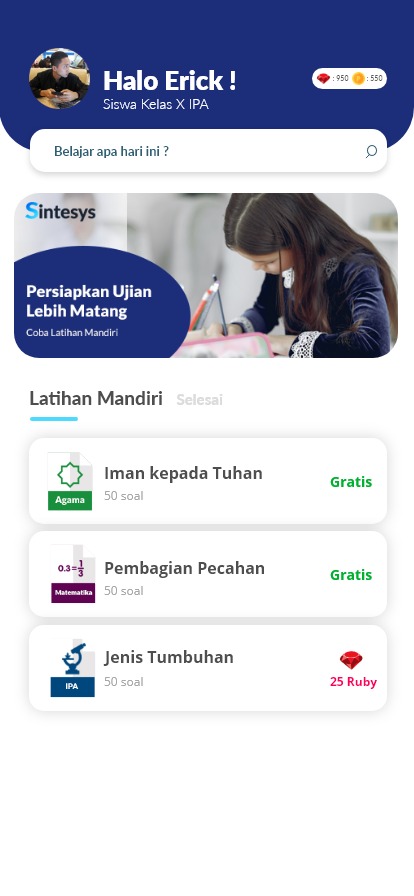 Halo Erick !
Siswa Kelas X IPA
: 950
: 550
Belajar apa hari ini ?
Sintesys
Persiapkan Ujian
Lebih Matang
Coba Latihan Mandiri
Latihan Mandiri Selesai
Agama
Iman kepada Tuhan
50 soal
Gratis
0.3=1/3
Matematika
Pembagian Pecahan
50 soal
Gratis
IPA
Jenis Tumbuhan
50 soal
25 Ruby